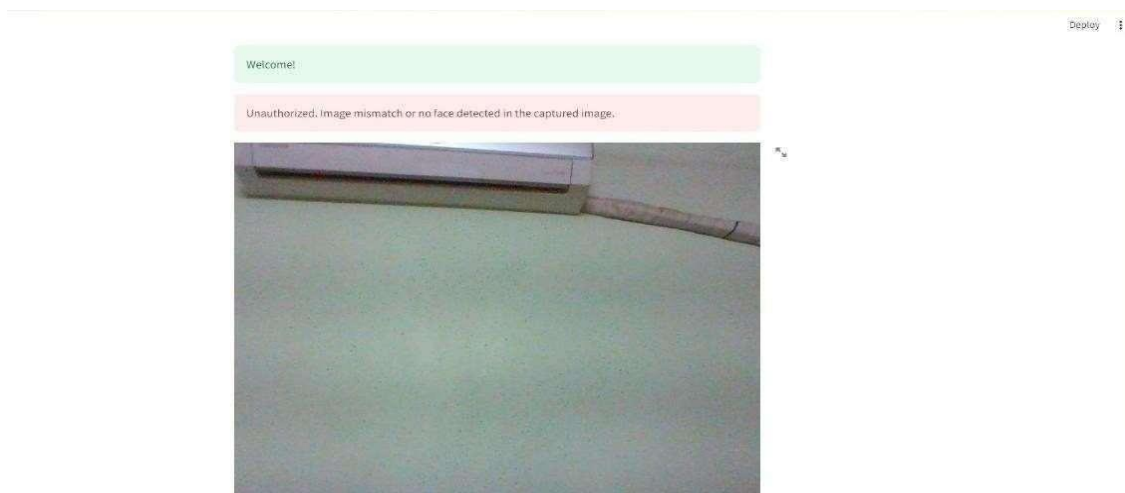 Deploy
Welcome!
Unauthorized. Image mismatch or no face detected in the captured image.